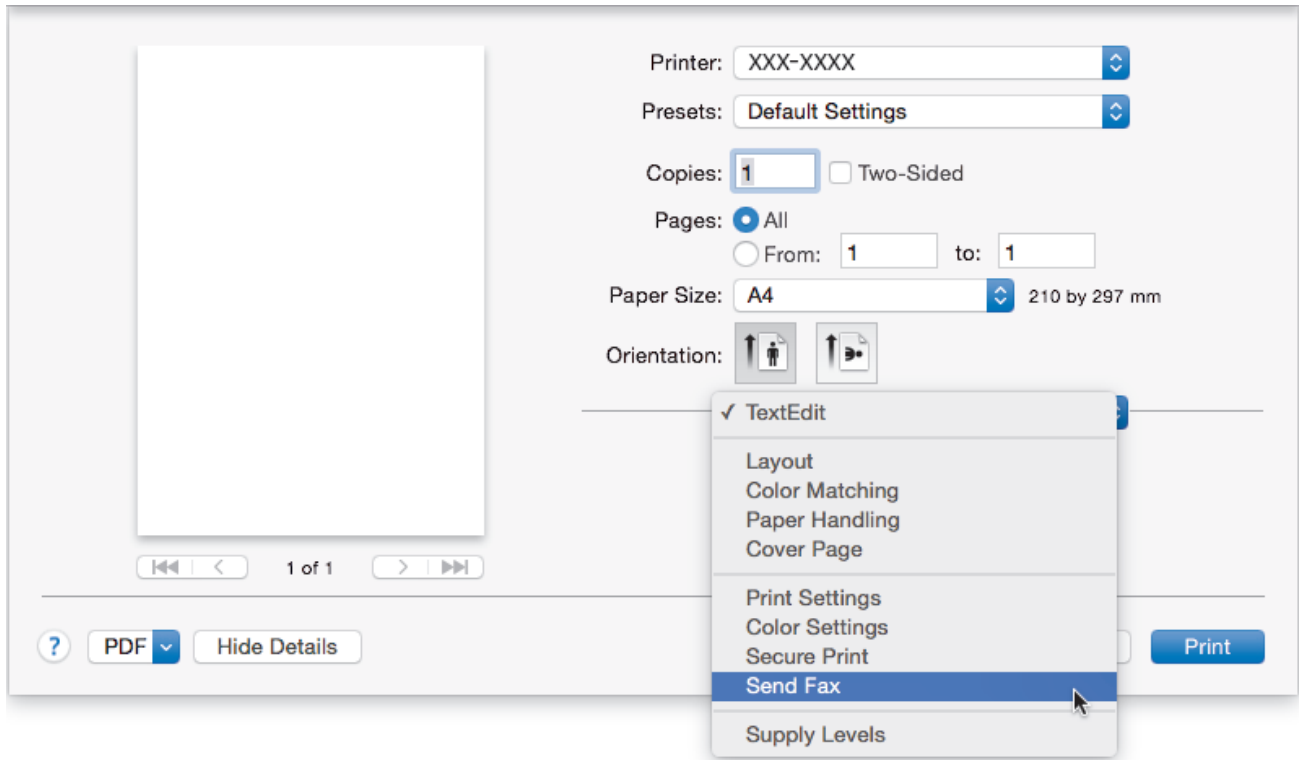 Printer: XXX-XXXX
Presets: Default Settings
Copies: 1 Two-Sided
Pages: All
From: 1 to: 1
Paper Size: A4 210 by 297 mm
Orientation:
✓ TextEdit
Layout
Color Matching
Paper Handling
Cover Page
1 of 1
Print Settings
Color Settings
Secure Print
Send Fax
Supply Levels
? PDF Hide Details Print